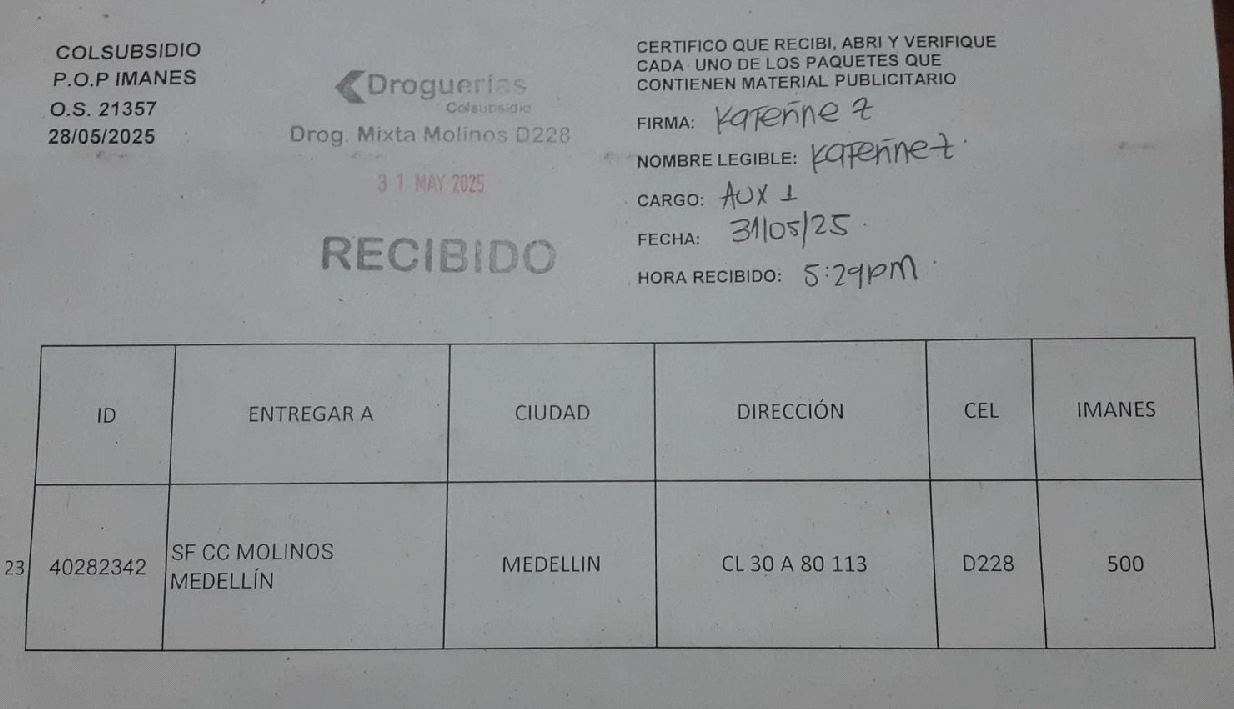 COLSUBSIDIO
P.O.P IMANES
O.S. 21357
28/05/2025
Droguerías
Colsubsidio
Drog. Mixta Molinos D228
31 MAY 2025
RECIBIDO
CERTIFICO QUE RECIBI, ABRI Y VERIFIQUE
CADA UNO DE LOS PAQUETES QUE
CONTIENEN MATERIAL PUBLICITARIO
FIRMA: Katerine Z
NOMBRE LEGIBLE: Katerine Z
CARGO: AUX 1
FECHA: 31/05/25
HORA RECIBIDO: 5:29pm
ID ENTREGAR A CIUDAD DIRECCIÓN CEL IMANES
23 40282342 SF CC MOLINOS MEDELLÍN MEDELLIN CL 30 A 80 113 D228 500